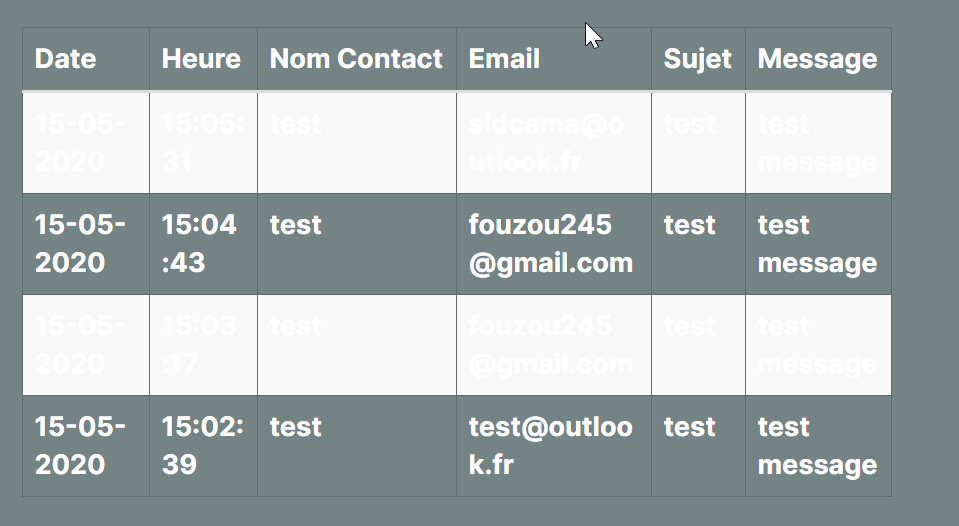 Date Heure Nom Contact Email Sujet Message
15-05- 15:05: test sidcama@o test test
2020 31 utlook.fr message
15-05- 15:04 test fouzou245 test test
2020 :43 @gmail.com message
15-05- 15:03 test fouzou245 test test
2020 :17 @gmail.com message
15-05- 15:02: test test@outloo test test
2020 39 k.fr message